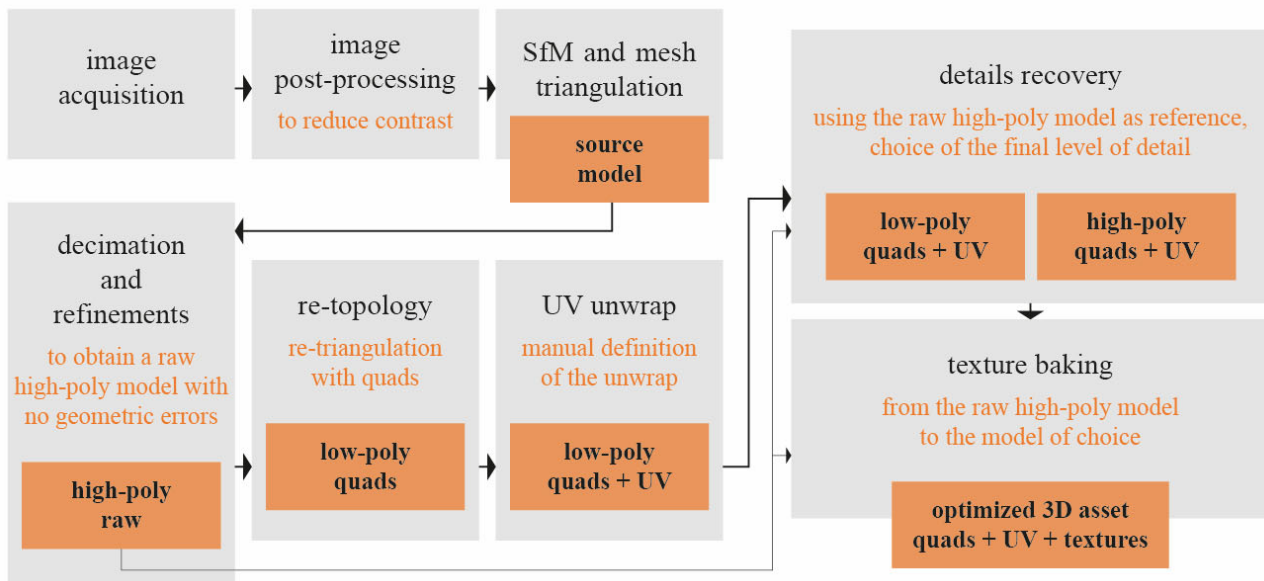 image
acquisition
image
post-processing
to reduce contrast
SfM and mesh
triangulation
source
model
decimation
and
refinements
to obtain a raw
high-poly model with
no geometric errors
high-poly
raw
re-topology
re-triangulation
with quads
low-poly
quads
UV unwrap
manual definition
of the unwrap
low-poly
quads + UV
details recovery
using the raw high-poly model as reference,
choice of the final level of detail
low-poly
quads + UV
high-poly
quads + UV
texture baking
from the raw high-poly model
to the model of choice
optimized 3D asset
quads + UV + textures